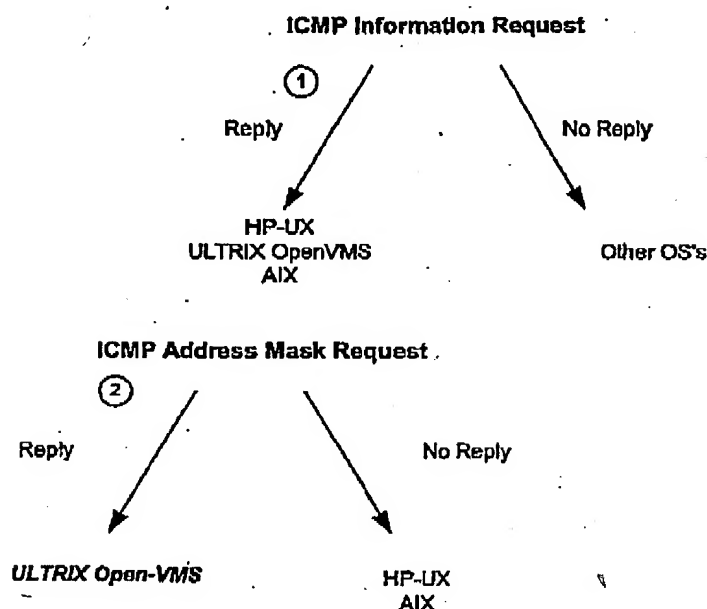 ICMP Information Request
1
Reply
No Reply
HP-UX
ULTRIX OpenVMS
AIX
Other OS's
ICMP Address Mask Request
2
Reply
No Reply
ULTRIX Open-VMS
HP-UX
AIX